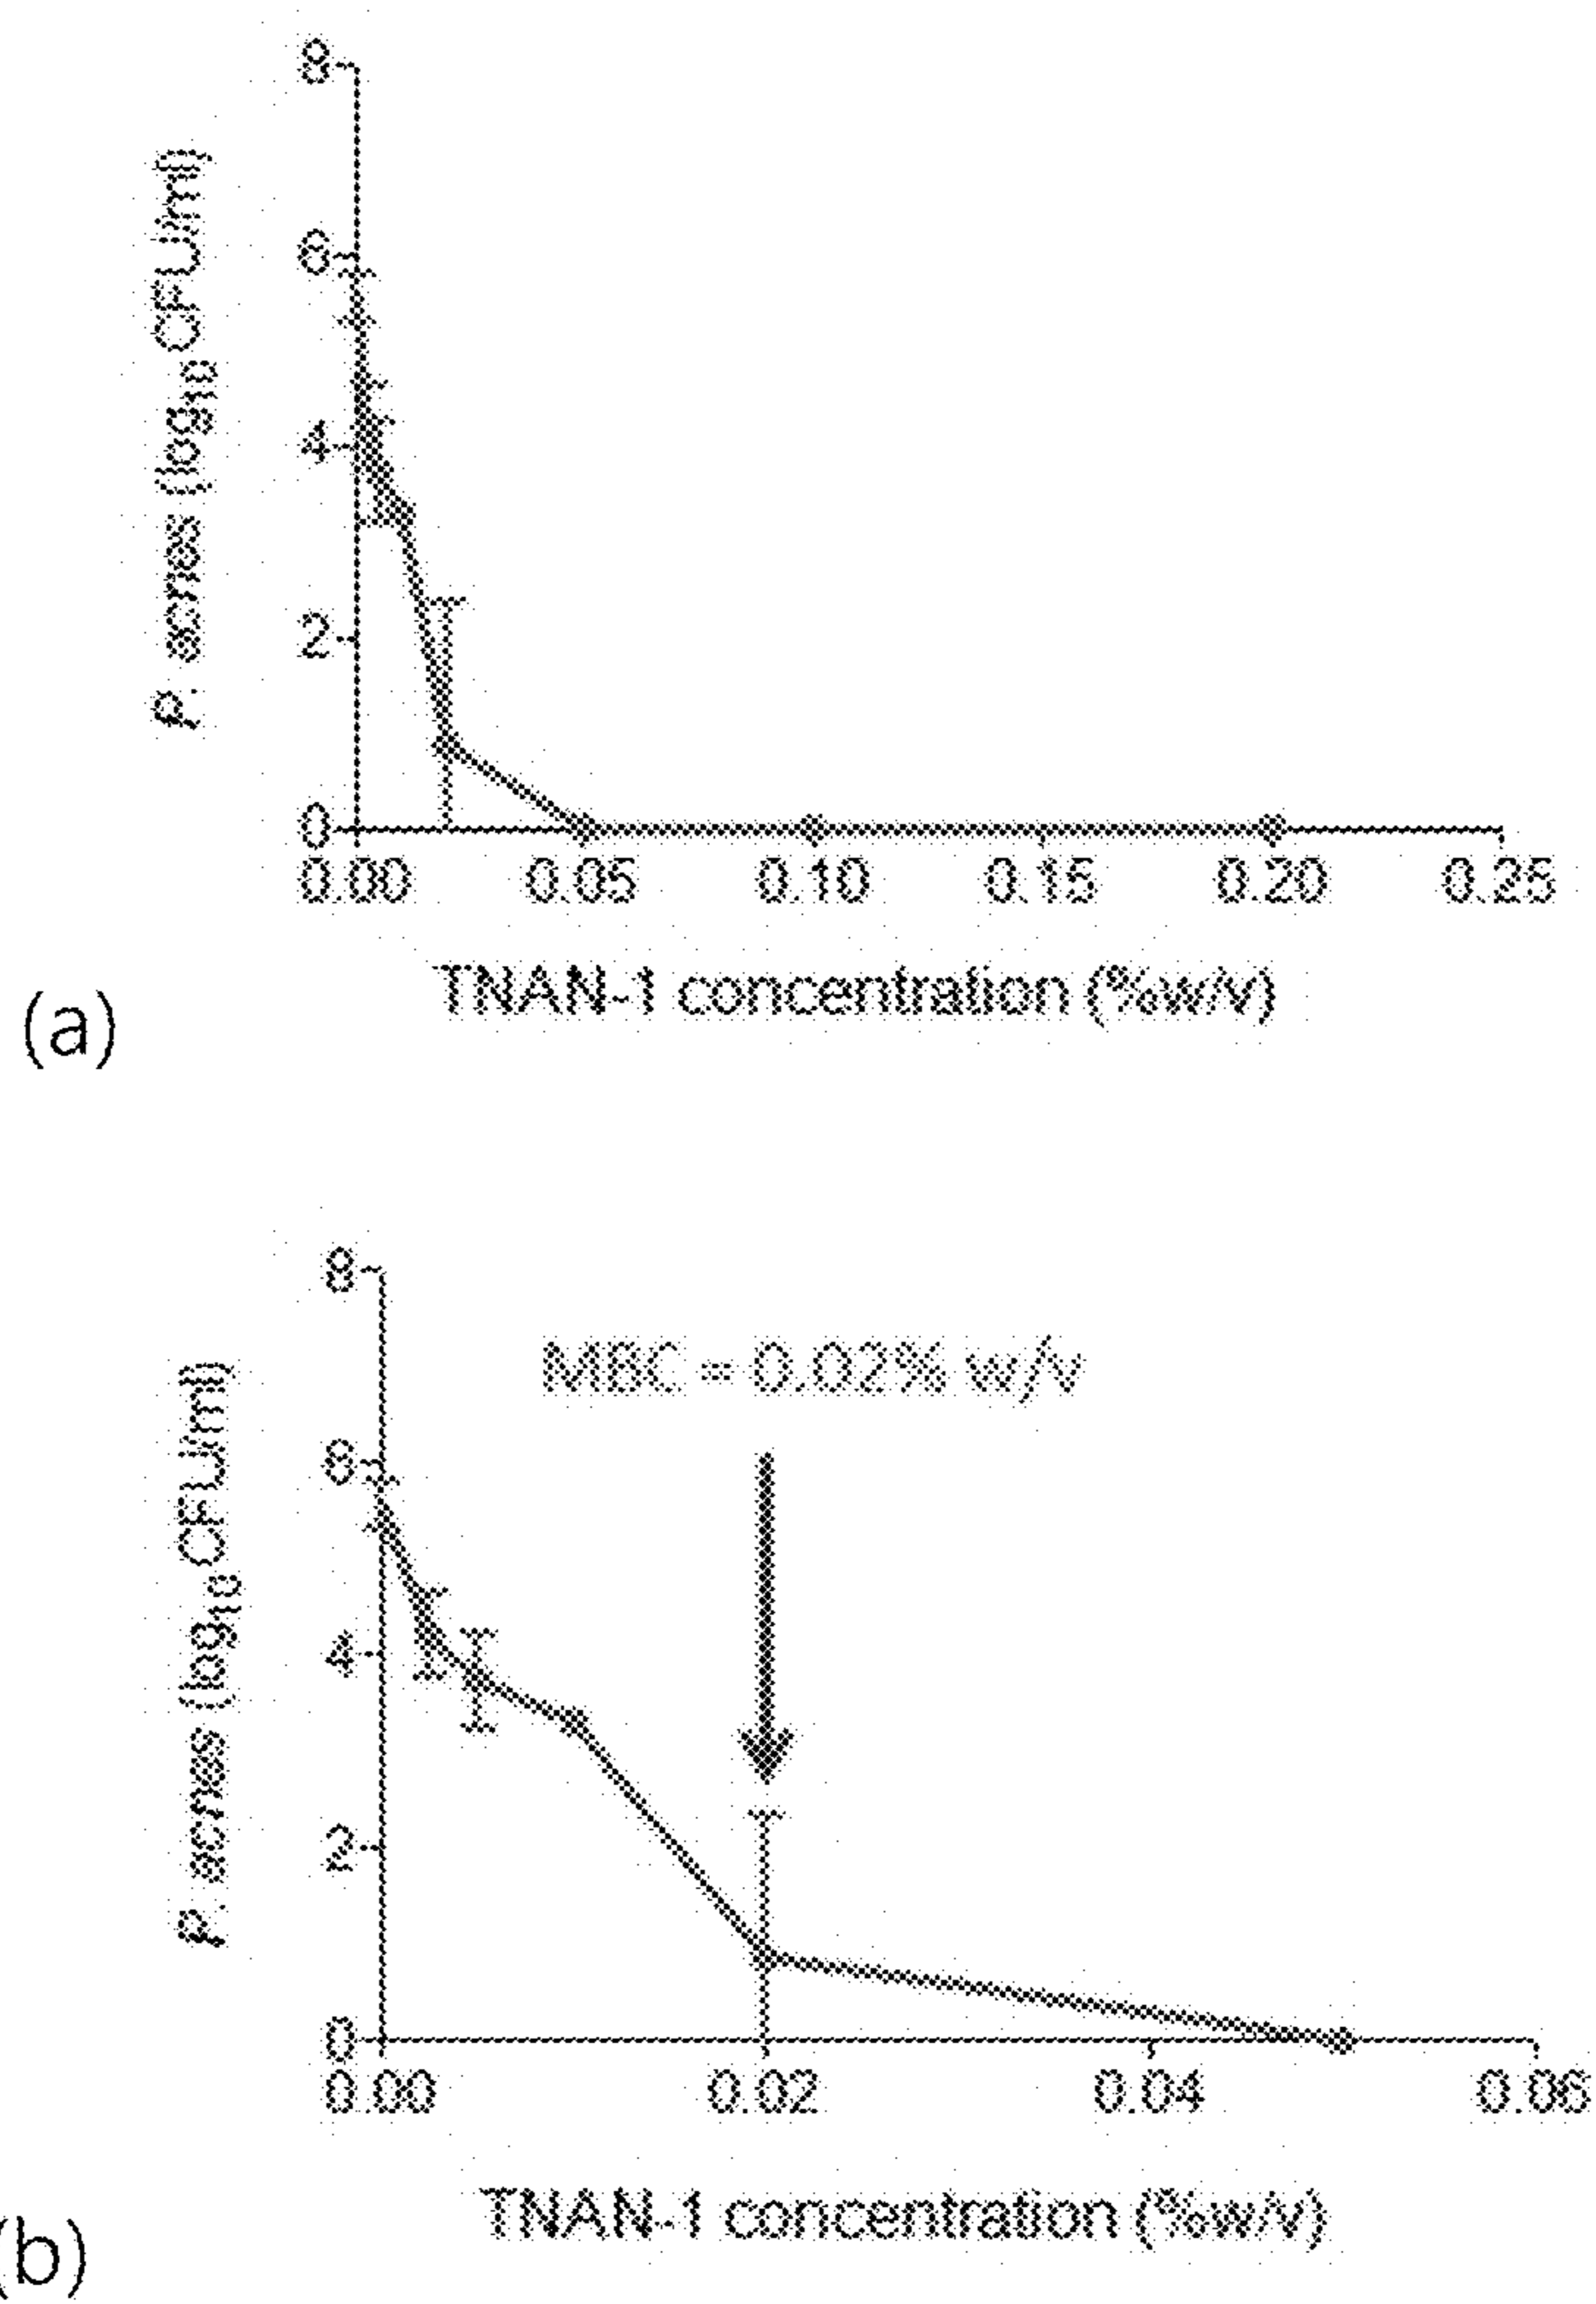 8
6
4
2
0
P. acnes (log10 CFU/ml)
0.00 0.05 0.10 0.15 0.20 0.25
TNAN-1 concentration (%w/v)
(a)
8
6
4
2
0
P. acnes (log10 CFU/ml)
MBC = 0.02% w/v
0.00 0.02 0.04 0.06
TNAN-1 concentration (%w/v)
(b)